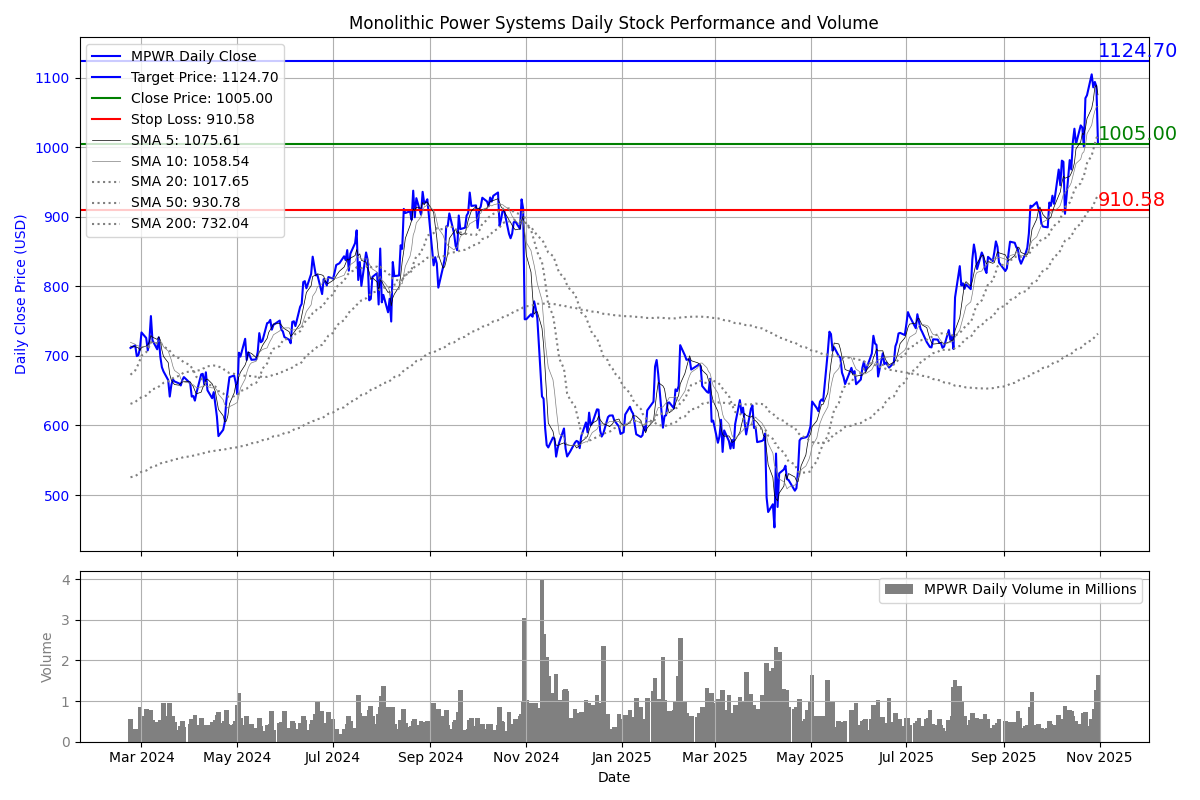 Monolithic Power Systems Daily Stock Performance and Volume
MPWR Daily Close
Target Price: 1124.70
Close Price: 1005.00
Stop Loss: 910.58
SMA 5: 1075.61
SMA 10: 1058.54
SMA 20: 1017.65
SMA 50: 930.78
SMA 200: 732.04
1124.70
1005.00
910.58
Daily Close Price (USD)
1100
1000
900
800
700
600
500
MPWR Daily Volume in Millions
Volume
4
3
2
1
0
Mar 2024
May 2024
Jul 2024
Sep 2024
Nov 2024
Jan 2025
Mar 2025
May 2025
Jul 2025
Sep 2025
Nov 2025
Date